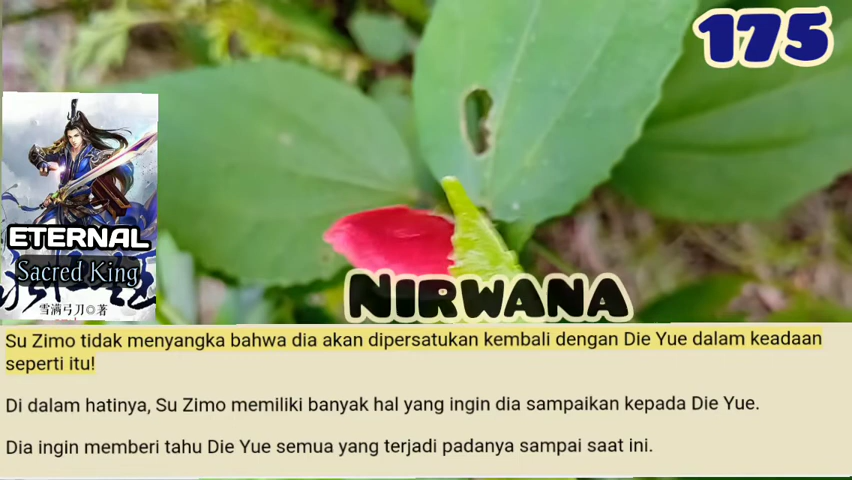 175
ETERNAL
Sacred King
雪满弓刀◎著
NIRWANA
Su Zimo tidak menyangka bahwa dia akan dipersatukan kembali dengan Die Yue dalam keadaan
seperti itu!
Di dalam hatinya, Su Zimo memiliki banyak hal yang ingin dia sampaikan kepada Die Yue.
Dia ingin memberi tahu Die Yue semua yang terjadi padanya sampai saat ini.